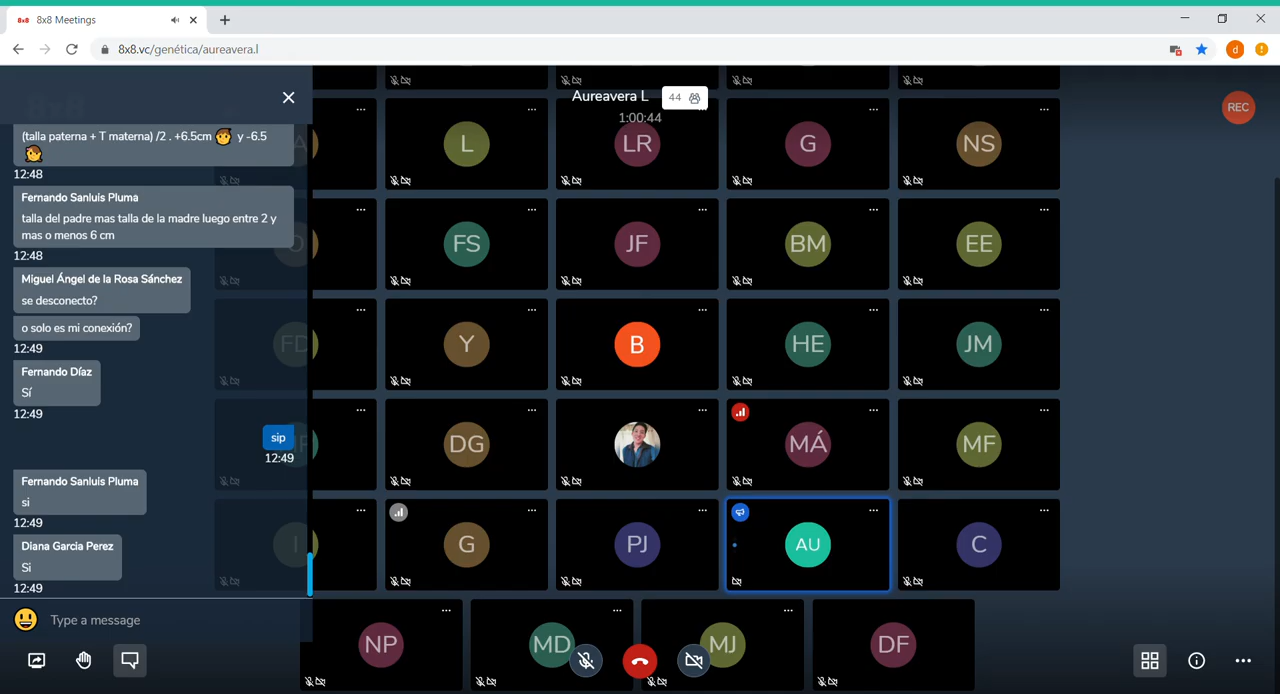 8x8 8x8 Meetings
8x8.vc/genética/aureavera.l
d
Aureavera L 44
1:00:44
REC
(talla paterna + T materna) /2 . +6.5cm y -6.5
12:48
Fernando Sanluis Pluma
talla del padre mas talla de la madre luego entre 2 y
mas o menos 6 cm
12:48
Miguel Ángel de la Rosa Sánchez
se desconecto?
o solo es mi conexión?
12:49
Fernando Díaz
Sí
12:49
sip
12:49
Fernando Sanluis Pluma
si
12:49
Diana Garcia Perez
Si
12:49
Type a message
L LR G NS
O FS JF BM EE
FD Y B HE JM
DG MÁ MF
I G PJ AU C
NP MD MJ DF